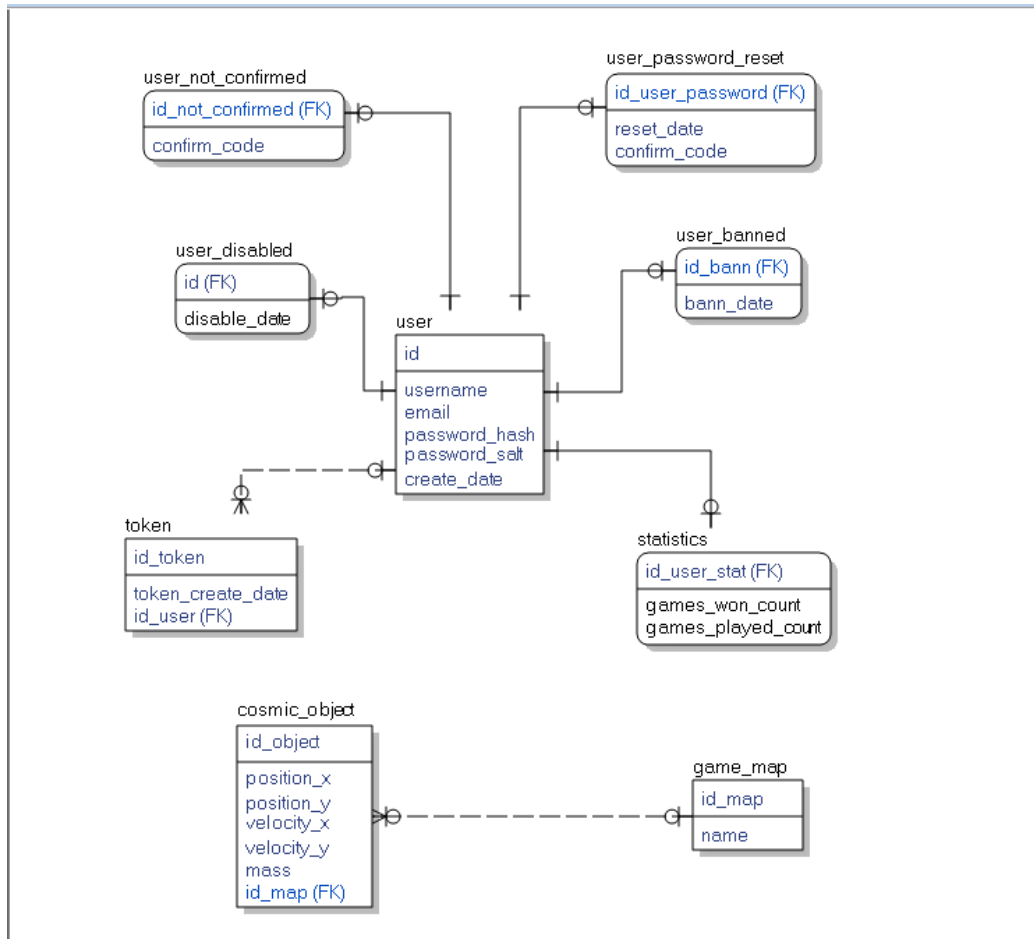 user_not_confirmed
id_not_confirmed (FK)
confirm_code
user_password_reset
id_user_password (FK)
reset_date
confirm_code
user_disabled
id (FK)
disable_date
user_banned
id_bann (FK)
bann_date
user
id
username
email
password_hash
password_salt
create_date
token
id_token
token_create_date
id_user (FK)
statistics
id_user_stat (FK)
games_won_count
games_played_count
cosmic_object
id_object
position_x
position_y
velocity_x
velocity_y
mass
id_map (FK)
game_map
id_map
name